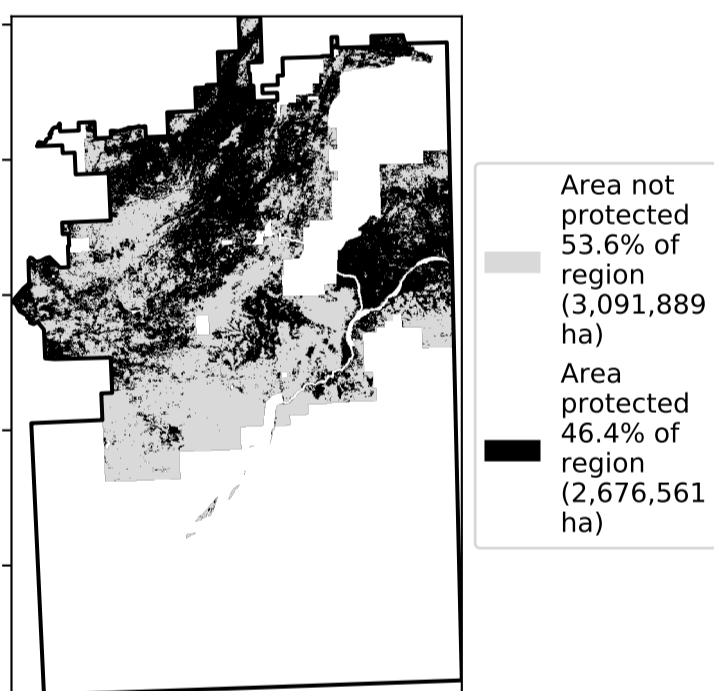 Area not
protected
53.6% of
region
(3,091,889
ha)
Area
protected
46.4% of
region
(2,676,561
ha)